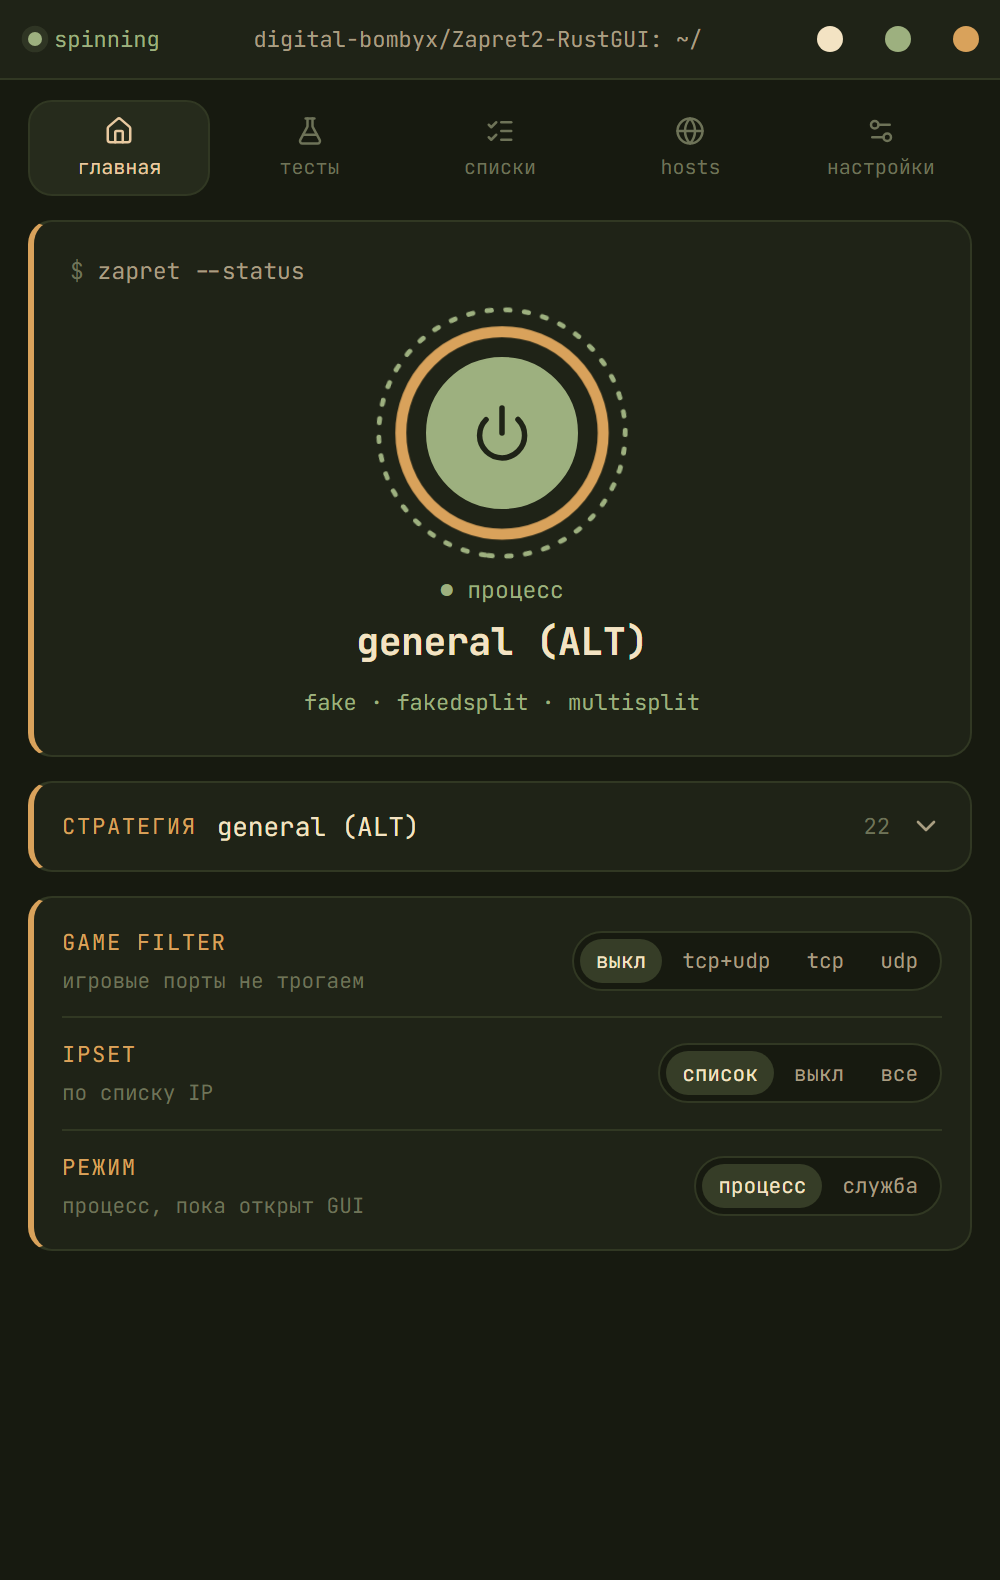 spinning digital-bombyx/Zapret2-RustGUI: ~/
главная тесты списки hosts настройки
$ zapret --status
процесс
general (ALT)
fake · fakedsplit · multisplit
СТРАТЕГИЯ general (ALT) 22
GAME FILTER
игровые порты не трогаем
выкл tcp+udp tcp udp
IPSET
по списку IP
список выкл все
РЕЖИМ
процесс, пока открыт GUI
процесс служба